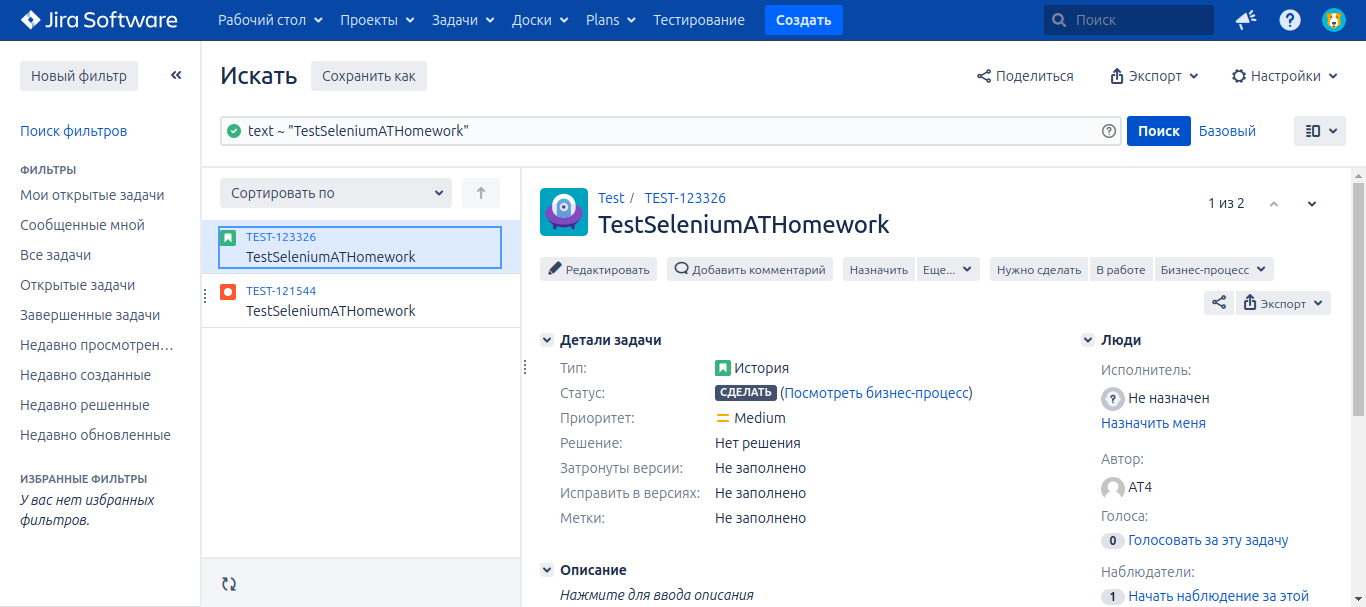 Jira Software
Рабочий стол Проекты Задачи Доски Plans Тестирование Создать Поиск
Новый фильтр
Поиск фильтров
ФИЛЬТРЫ
Мои открытые задачи
Сообщенные мной
Все задачи
Открытые задачи
Завершенные задачи
Недавно просмотрен...
Недавно созданные
Недавно решенные
Недавно обновленные
ИЗБРАННЫЕ ФИЛЬТРЫ
У вас нет избранных
фильтров.
Искать Сохранить как Поделиться Экспорт Настройки
text ~ "TestSeleniumATHomework" Поиск Базовый
Сортировать по
TEST-123326
TestSeleniumATHomework
TEST-121544
TestSeleniumATHomework
Test / TEST-123326 1 из 2
TestSeleniumATHomework
Редактировать Добавить комментарий Назначить Еще... Нужно сделать В работе Бизнес-процесс
Экспорт
Детали задачи
Тип: История
Статус: СДЕЛАТЬ (Посмотреть бизнес-процесс)
Приоритет: Medium
Решение: Нет решения
Затронуты версии: Не заполнено
Исправить в версиях: Не заполнено
Метки: Не заполнено
Описание
Нажмите для ввода описания
Люди
Исполнитель:
Не назначен
Назначить меня
Автор:
AT4
Голоса:
0 Голосовать за эту задачу
Наблюдатели:
1 Начать наблюдение за этой